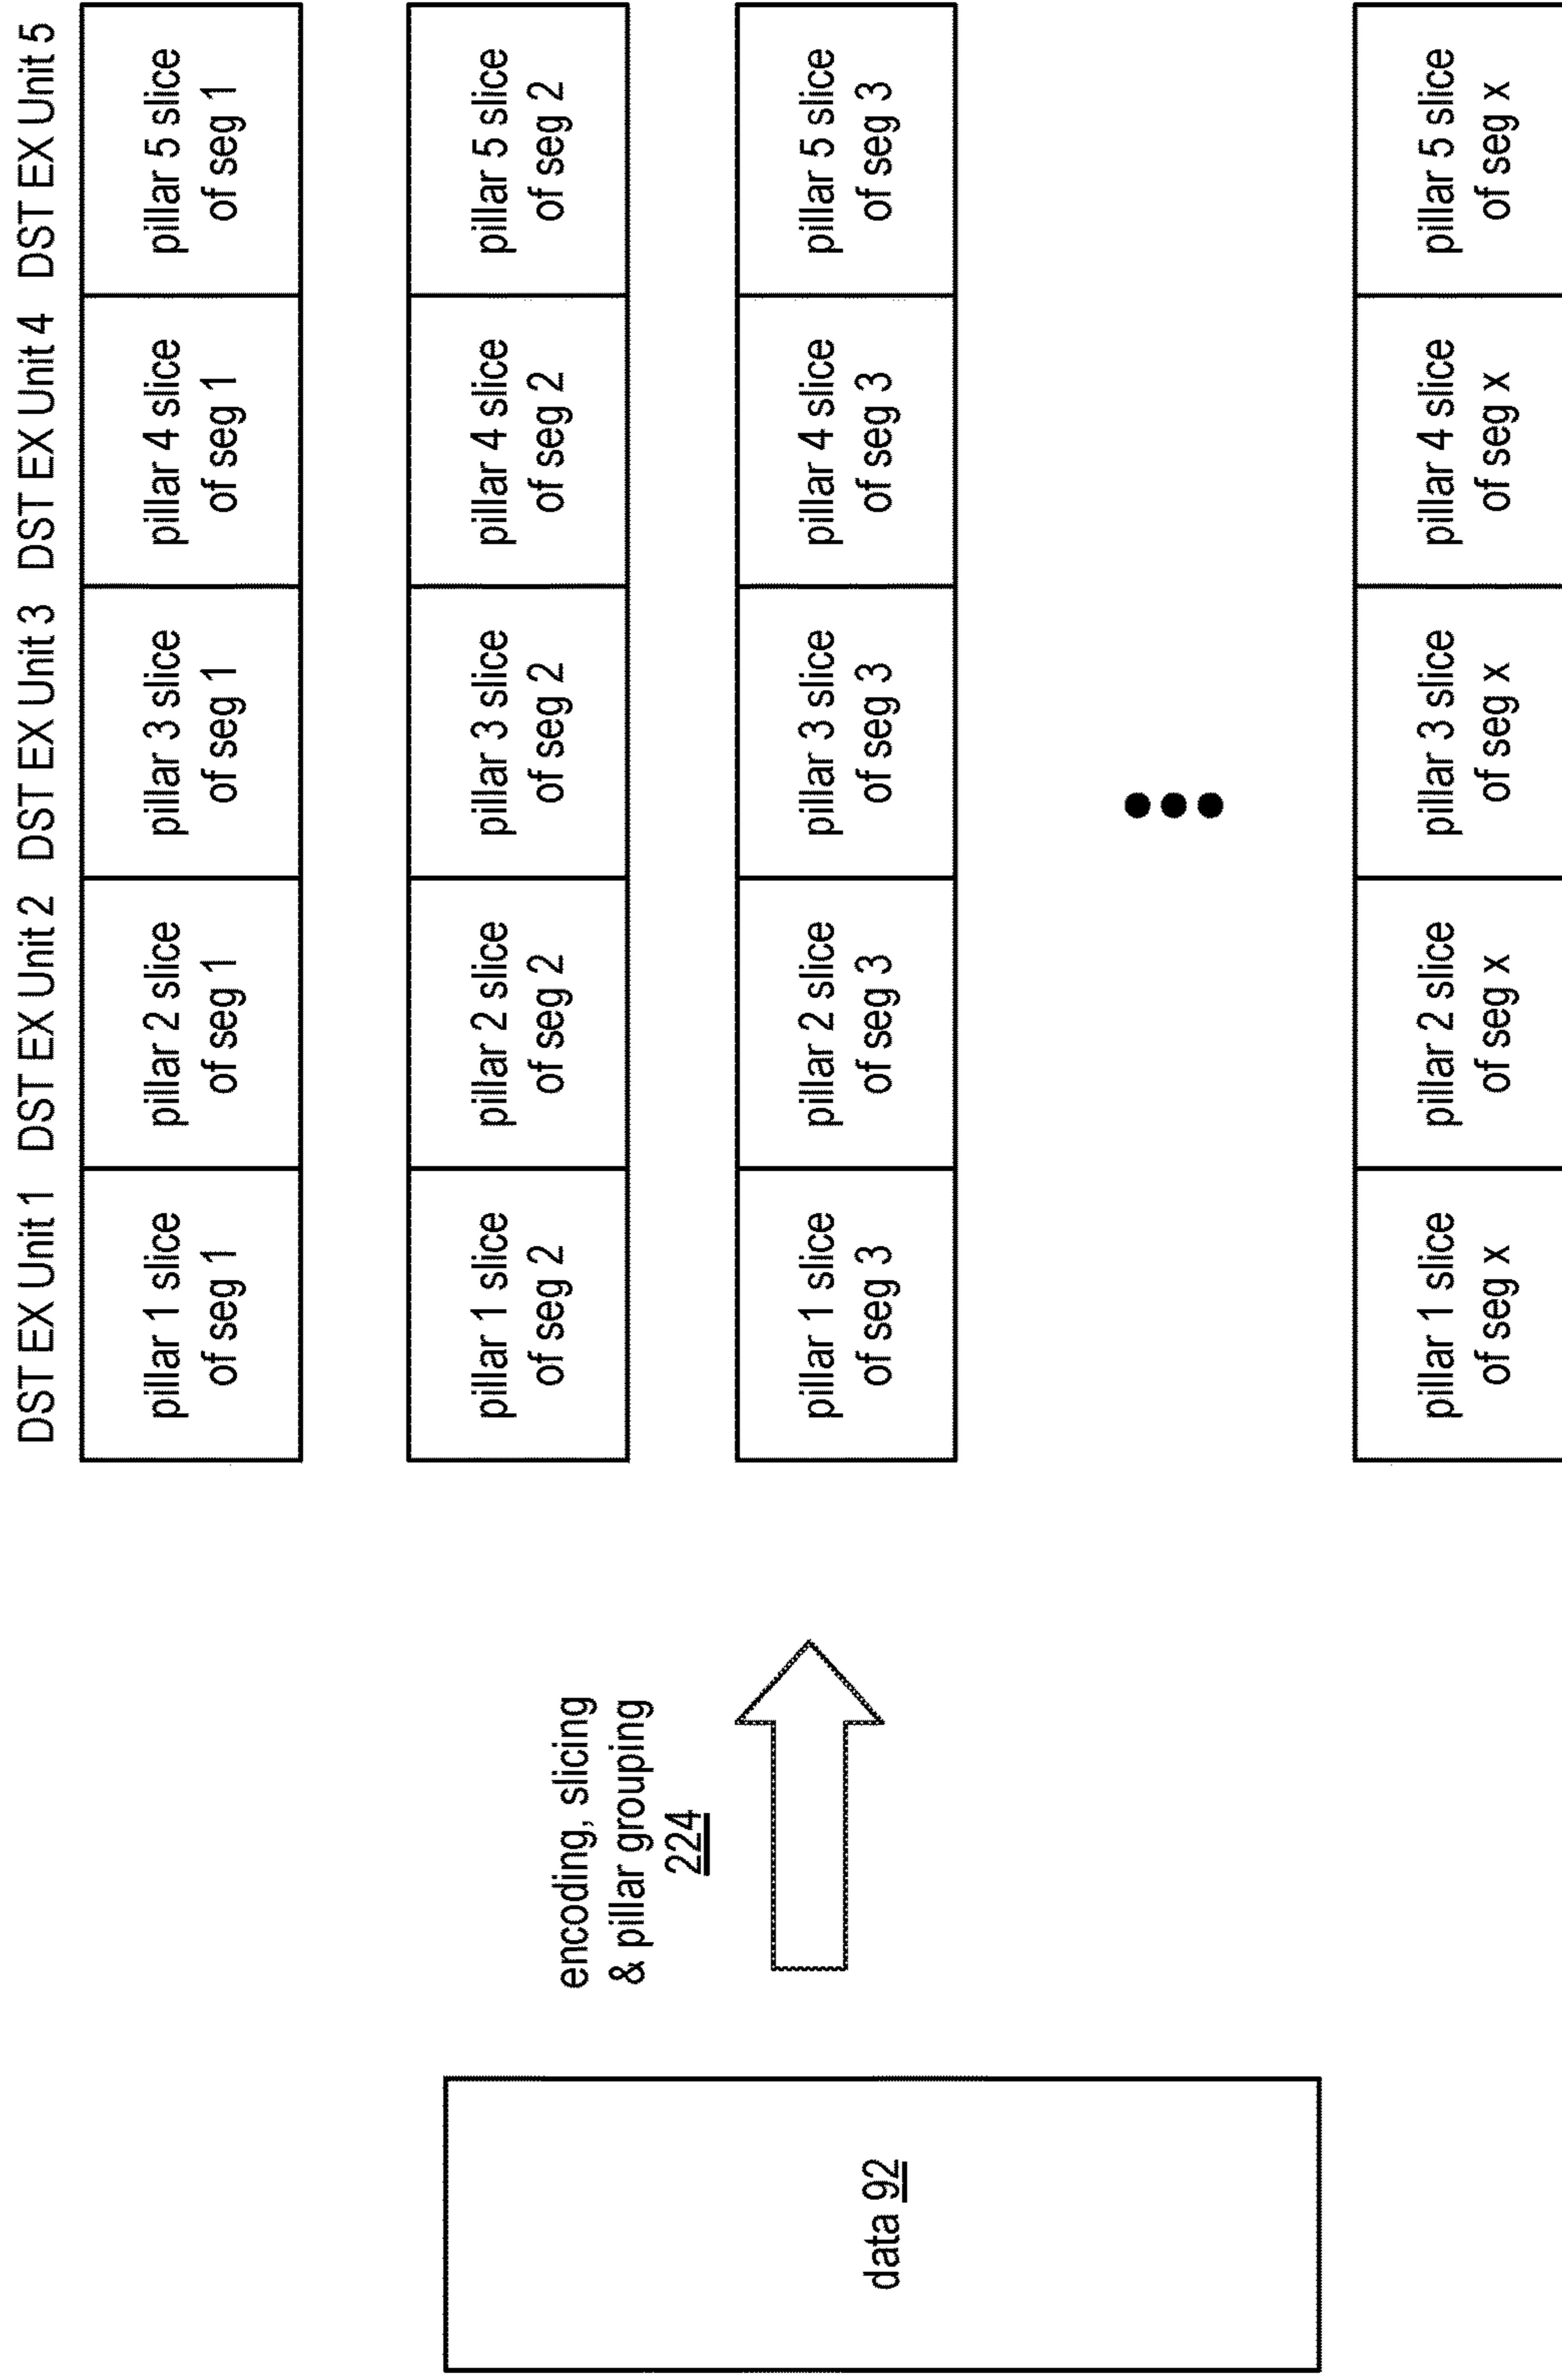 DST EX Unit 1 DST EX Unit 2 DST EX Unit 3 DST EX Unit 4 DST EX Unit 5
pillar 1 slice
of seg 1
pillar 2 slice
of seg 1
pillar 3 slice
of seg 1
pillar 4 slice
of seg 1
pillar 5 slice
of seg 1
pillar 1 slice
of seg 2
pillar 2 slice
of seg 2
pillar 3 slice
of seg 2
pillar 4 slice
of seg 2
pillar 5 slice
of seg 2
pillar 1 slice
of seg 3
pillar 2 slice
of seg 3
pillar 3 slice
of seg 3
pillar 4 slice
of seg 3
pillar 5 slice
of seg 3
pillar 1 slice
of seg x
pillar 2 slice
of seg x
pillar 3 slice
of seg x
pillar 4 slice
of seg x
pillar 5 slice
of seg x
encoding, slicing
& pillar grouping
224
data 92